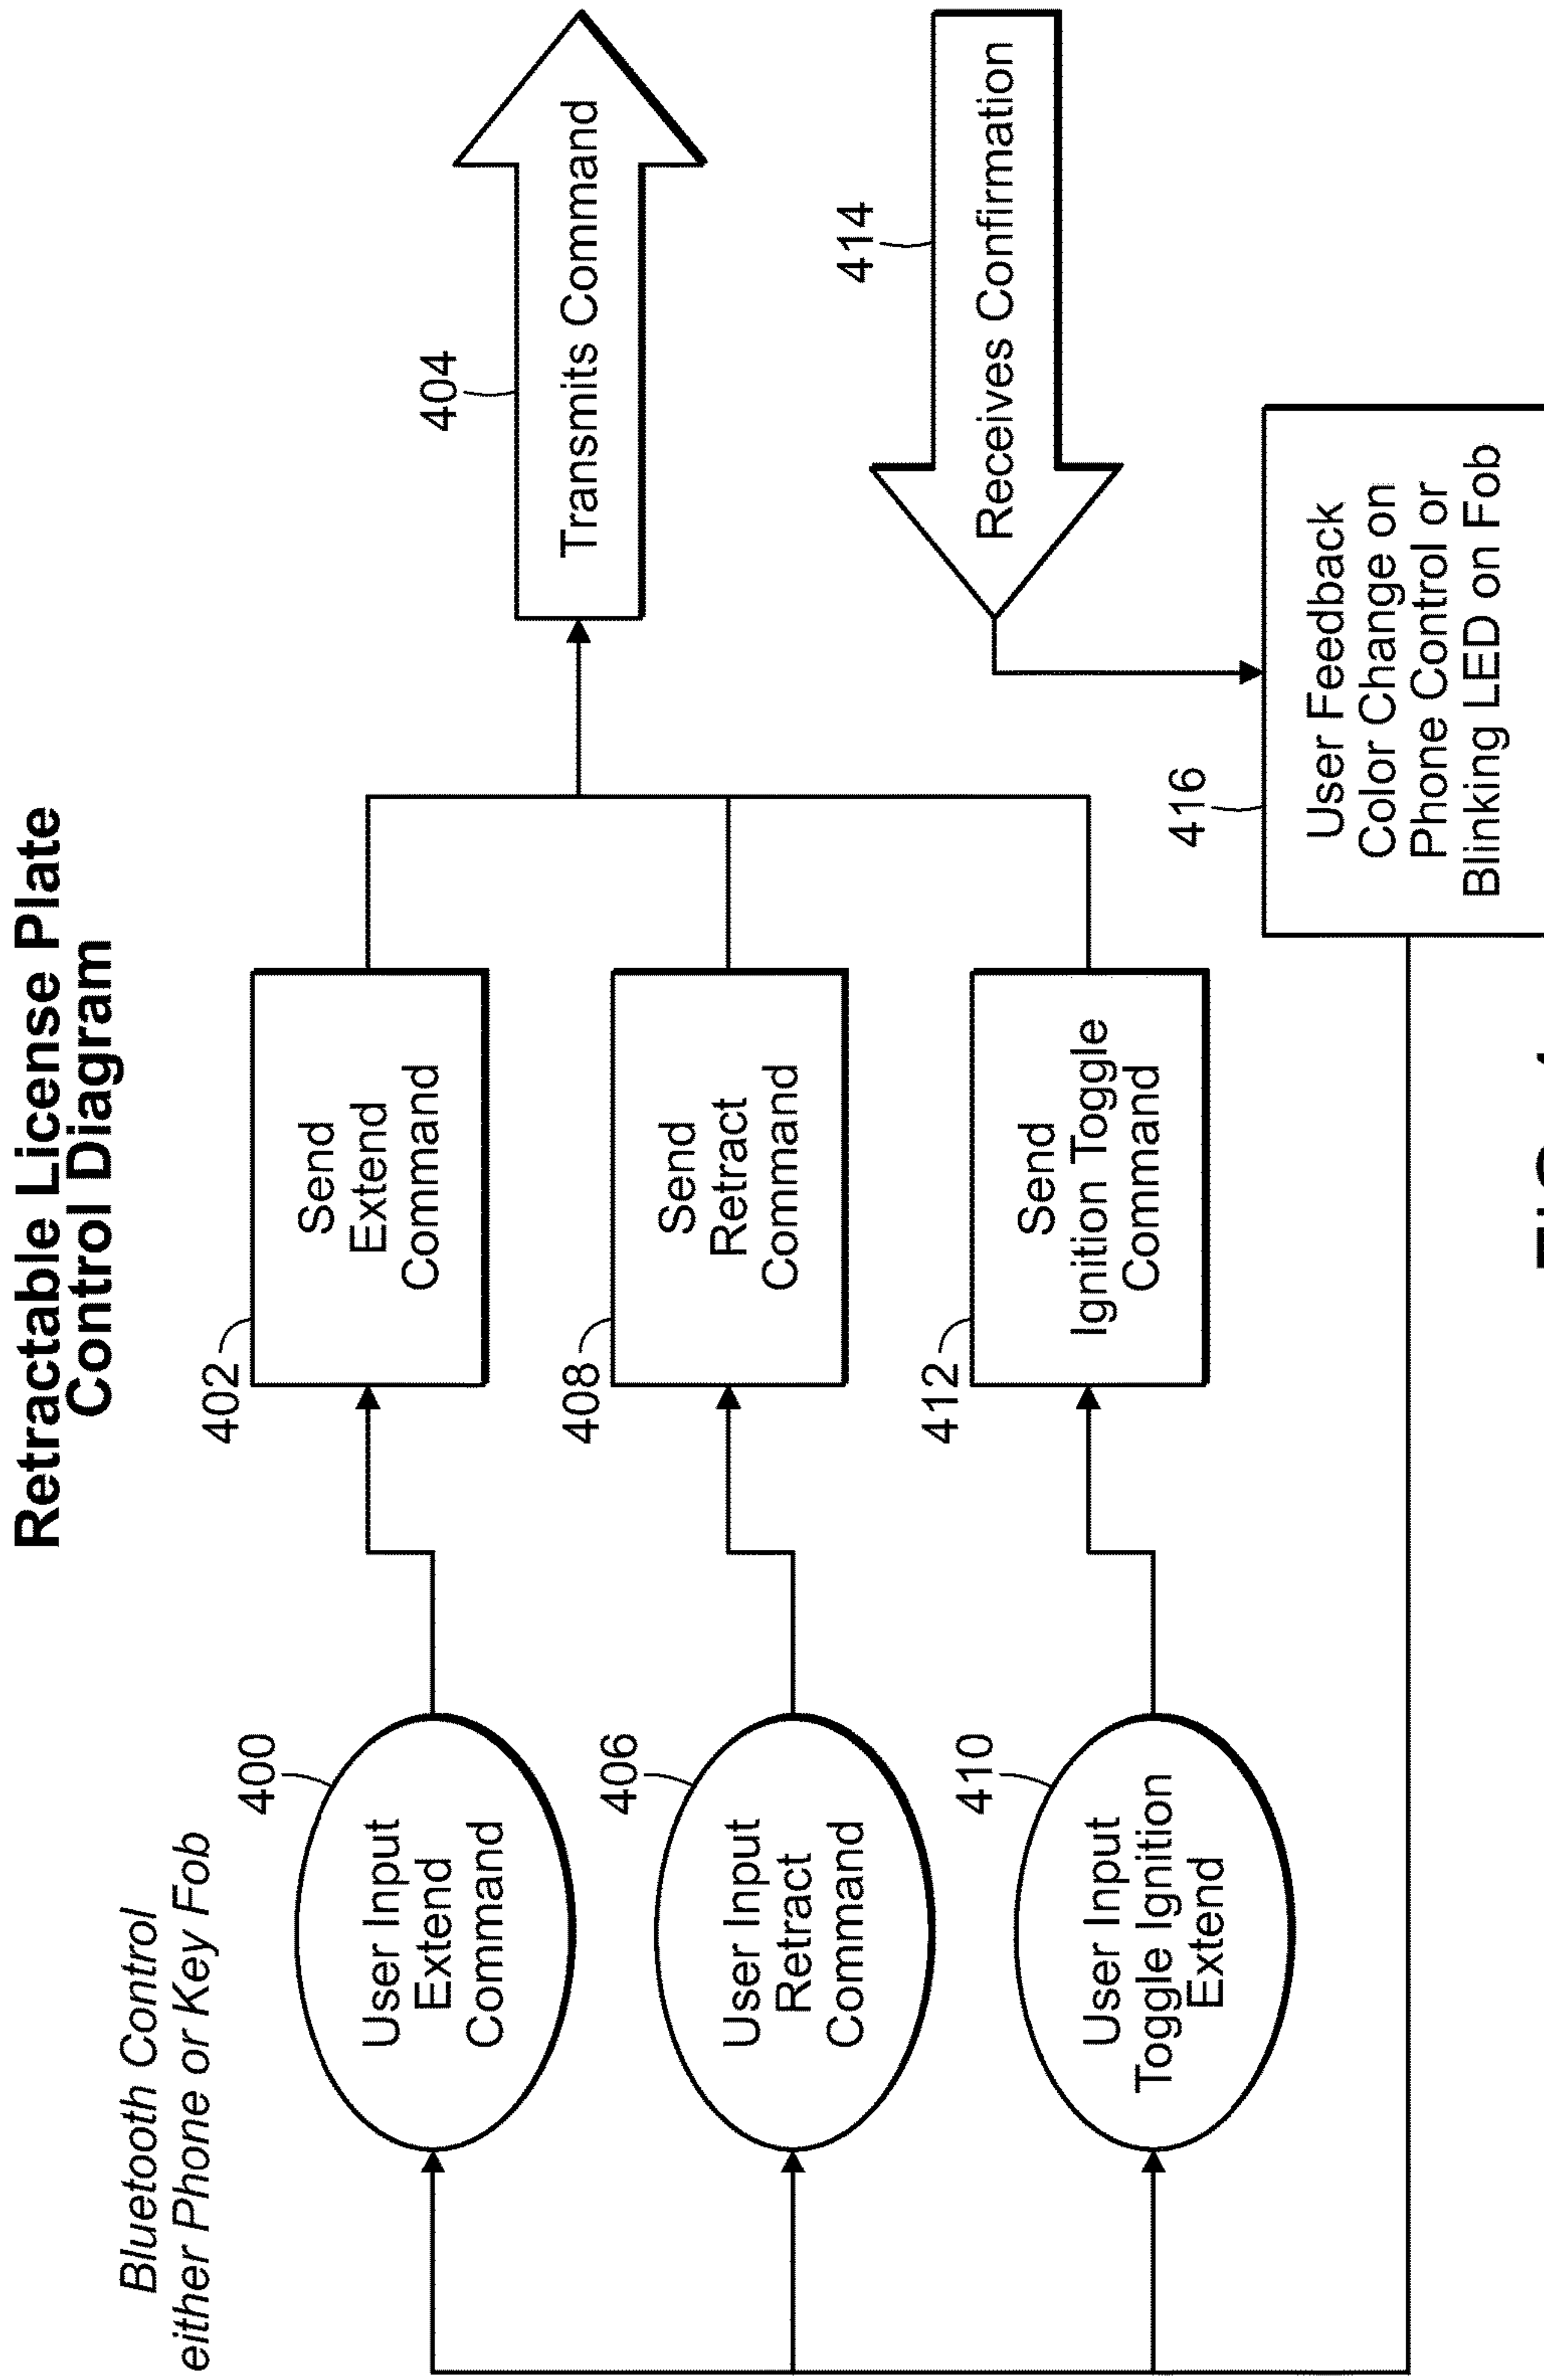 Retractable License Plate
Control Diagram
Bluetooth Control
either Phone or Key Fob
400
User Input
Extend
Command
402
Send
Extend
Command
404
Transmits Command
406
User Input
Retract
Command
408
Send
Retract
Command
410
User Input
Toggle Ignition
Extend
412
Send
Ignition Toggle
Command
414
Receives Confirmation
416
User Feedback
Color Change on
Phone Control or
Blinking LED on Fob